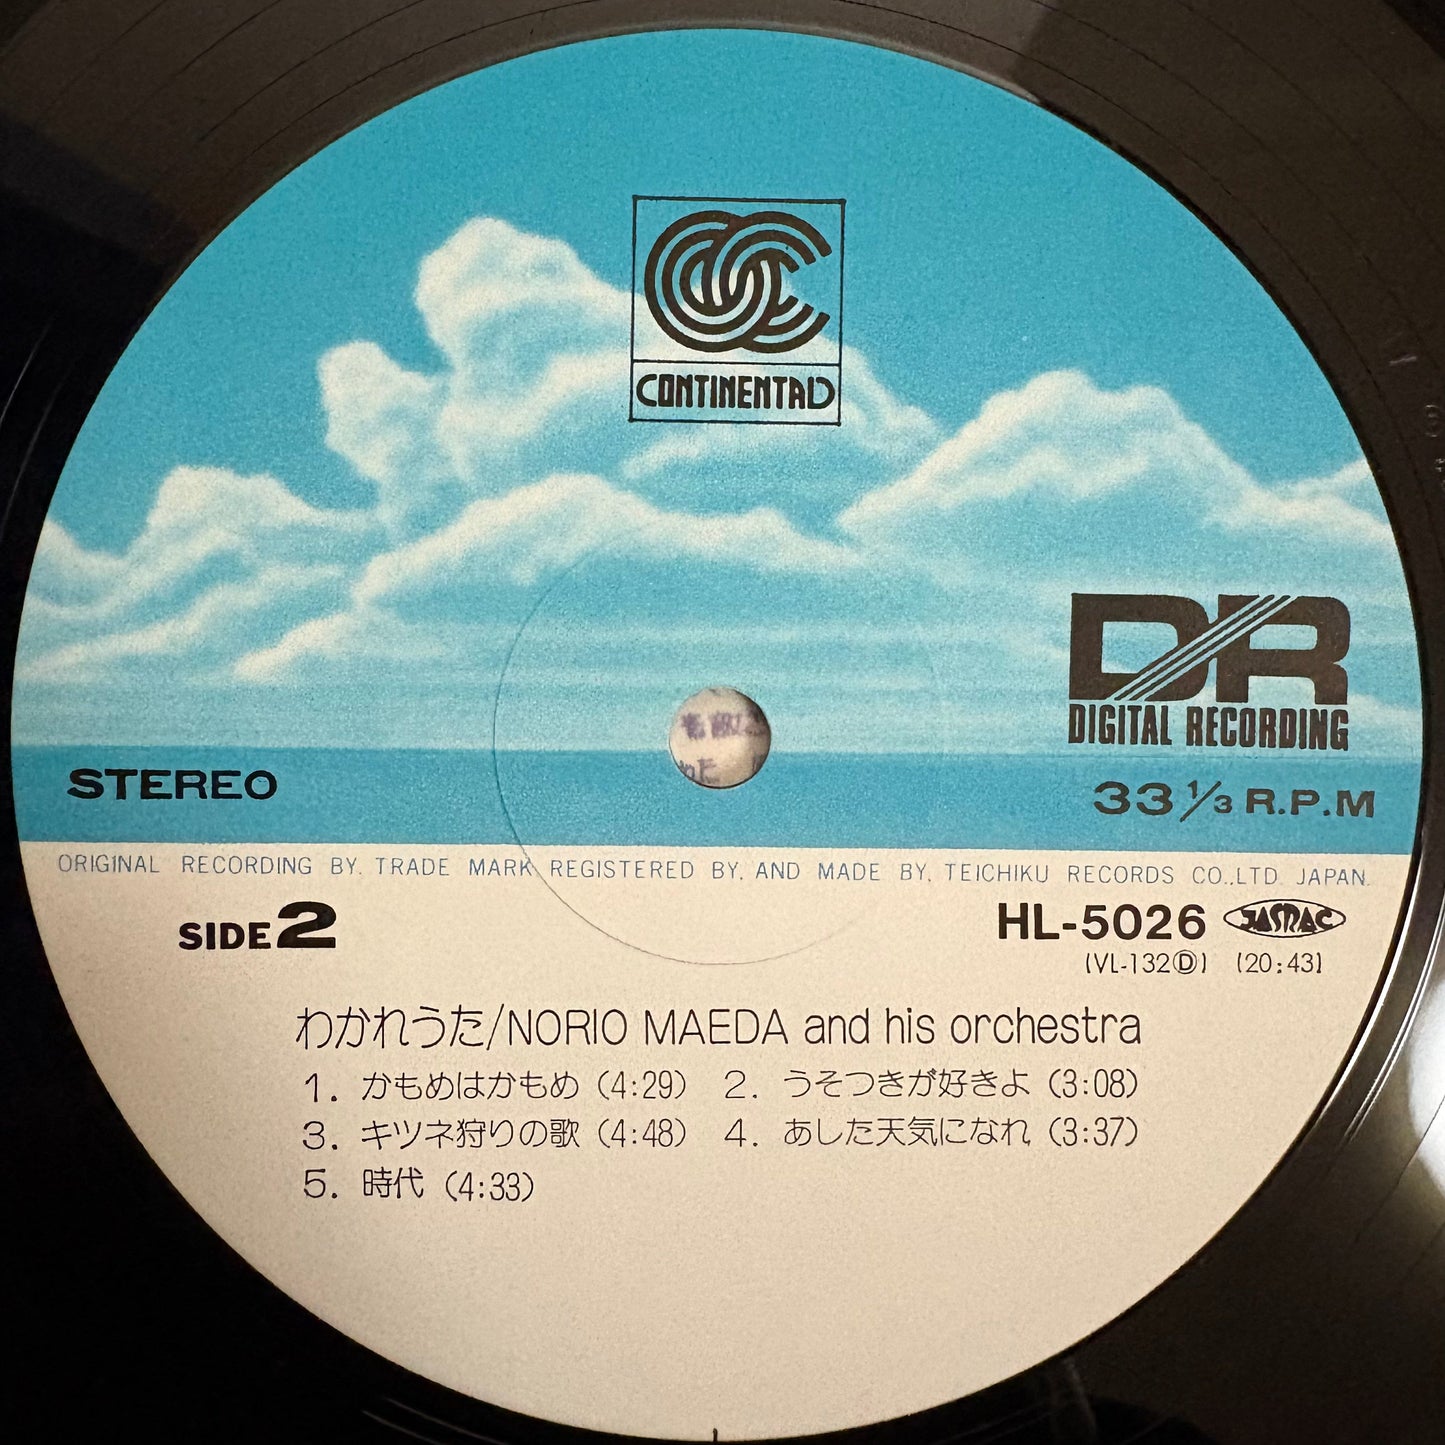 CONTINENTAL
DR
DIGITAL RECORDING
STEREO
33 1/3 R.P.M
ORIGINAL RECORDING BY. TRADE MARK REGISTERED BY. AND MADE BY. TEICHIKU RECORDS CO.,LTD. JAPAN.
SIDE 2
HL-5026 JASRAC
(VL-132Ⓓ) (20:43)
わかれうた/NORIO MAEDA and his orchestra
1. かもめはかもめ (4:29) 2. うそつきが好きよ (3:08)
3. キツネ狩りの歌 (4:48) 4. あした天気になれ (3:37)
5. 時代 (4:33)